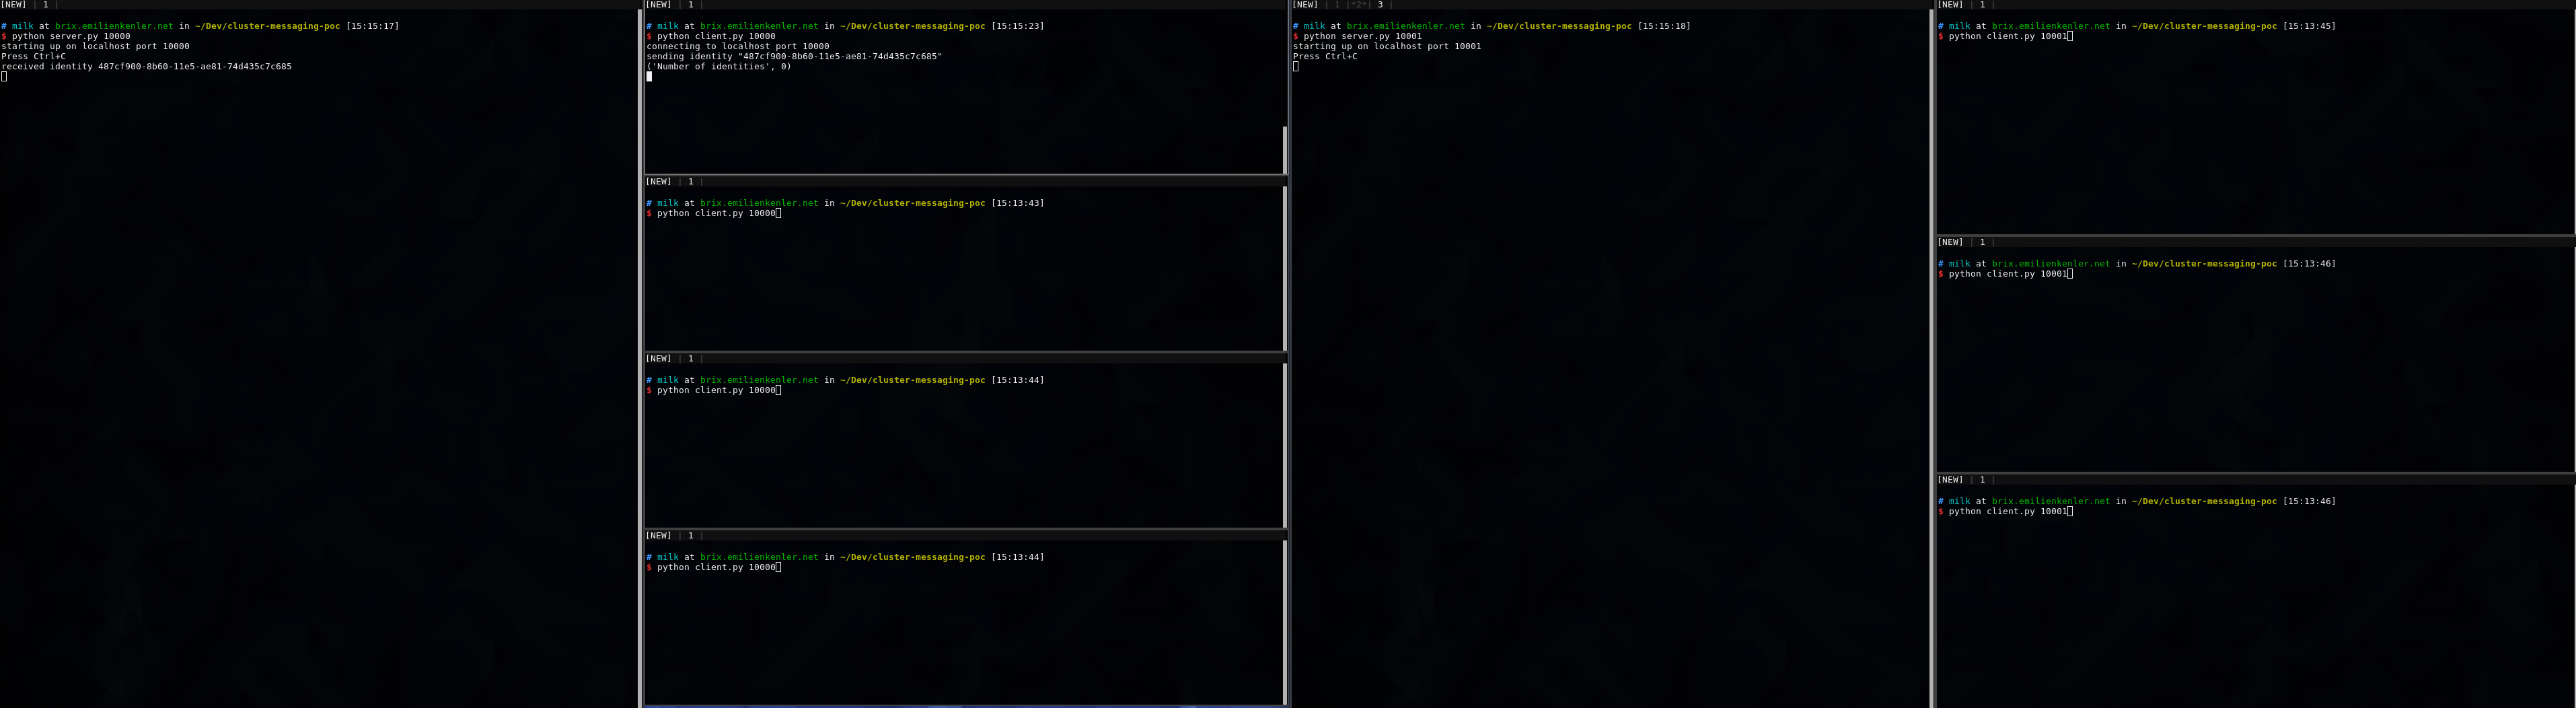 [NEW] | 1 |
# milk at brix.emilienkenler.net in ~/Dev/cluster-messaging-poc [15:15:17]
$ python server.py 10000
starting up on localhost port 10000
Press Ctrl+C
received identity 487cf900-8b60-11e5-ae81-74d435c7c685
[NEW] | 1 |
# milk at brix.emilienkenler.net in ~/Dev/cluster-messaging-poc [15:15:23]
$ python client.py 10000
connecting to localhost port 10000
sending identity "487cf900-8b60-11e5-ae81-74d435c7c685"
('Number of identities', 0)
[NEW] | 1 |
# milk at brix.emilienkenler.net in ~/Dev/cluster-messaging-poc [15:13:43]
$ python client.py 10000
[NEW] | 1 |
# milk at brix.emilienkenler.net in ~/Dev/cluster-messaging-poc [15:13:44]
$ python client.py 10000
[NEW] | 1 |
# milk at brix.emilienkenler.net in ~/Dev/cluster-messaging-poc [15:13:44]
$ python client.py 10000
[NEW] | 1 |*2*| 3 |
# milk at brix.emilienkenler.net in ~/Dev/cluster-messaging-poc [15:15:18]
$ python server.py 10001
starting up on localhost port 10001
Press Ctrl+C
[NEW] | 1 |
# milk at brix.emilienkenler.net in ~/Dev/cluster-messaging-poc [15:13:45]
$ python client.py 10001
[NEW] | 1 |
# milk at brix.emilienkenler.net in ~/Dev/cluster-messaging-poc [15:13:46]
$ python client.py 10001
[NEW] | 1 |
# milk at brix.emilienkenler.net in ~/Dev/cluster-messaging-poc [15:13:46]
$ python client.py 10001